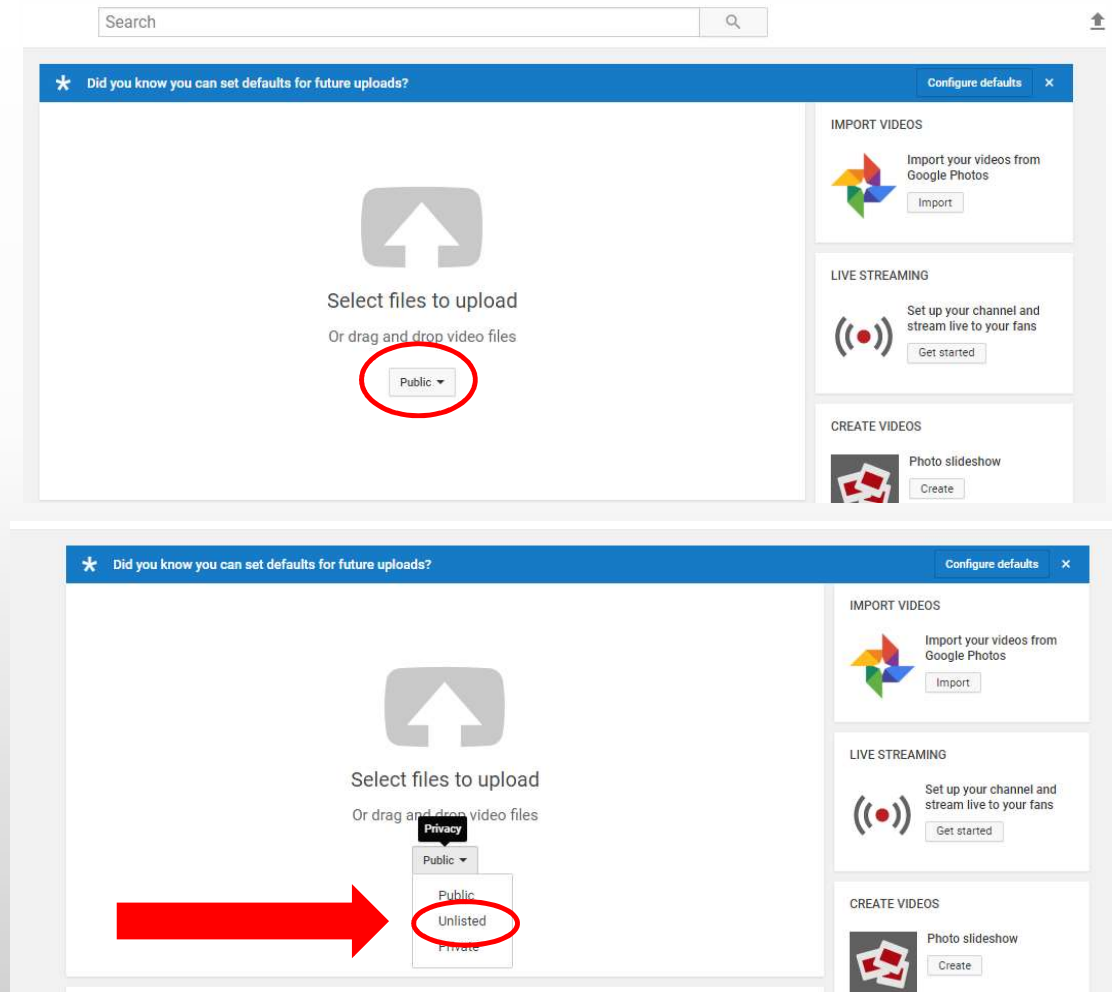 Search
Did you know you can set defaults for future uploads?
Configure defaults ×
Select files to upload
Or drag and drop video files
Public
IMPORT VIDEOS
Import your videos from
Google Photos
Import
LIVE STREAMING
Set up your channel and
stream live to your fans
Get started
CREATE VIDEOS
Photo slideshow
Create
Did you know you can set defaults for future uploads?
Configure defaults ×
Select files to upload
Or drag and drop video files
Privacy
Public
Public
Unlisted
Private
IMPORT VIDEOS
Import your videos from
Google Photos
Import
LIVE STREAMING
Set up your channel and
stream live to your fans
Get started
CREATE VIDEOS
Photo slideshow
Create